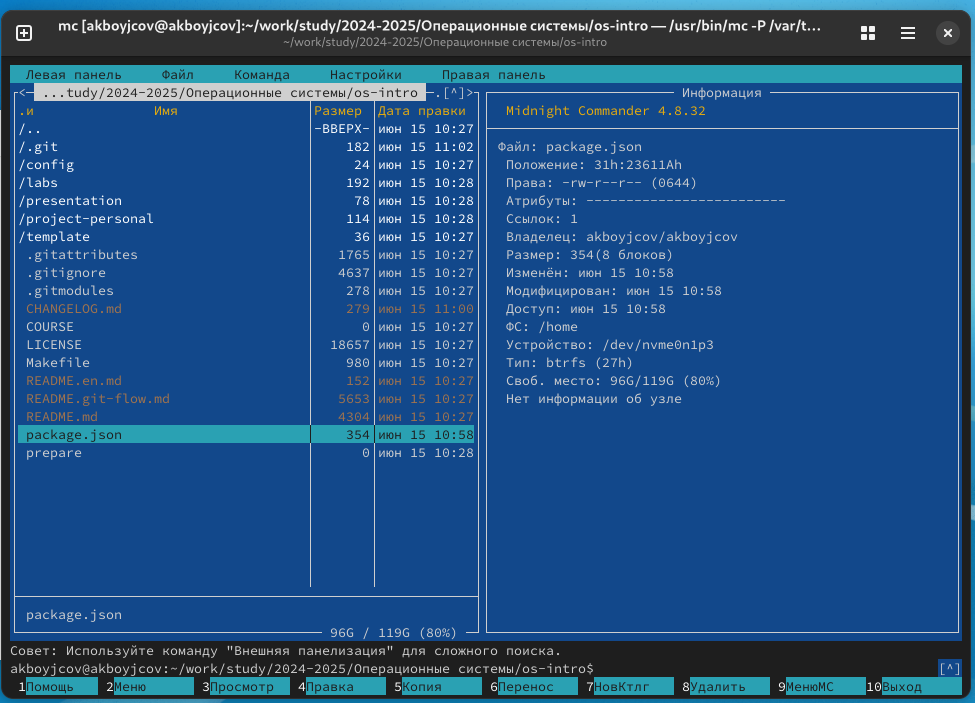 mc [akboyjcov@akboyjcov]:~/work/study/2024-2025/Операционные системы/os-intro — /usr/bin/mc -P /var/t…
~/work/study/2024-2025/Операционные системы/os-intro
Левая панель Файл Команда Настройки Правая панель
<─ ...tudy/2024-2025/Операционные системы/os-intro ─.[^]>
.и Имя Размер Дата правки
/.. -ВВЕРХ- июн 15 10:27
/.git 182 июн 15 11:02
/config 24 июн 15 10:27
/labs 192 июн 15 10:28
/presentation 78 июн 15 10:28
/project-personal 114 июн 15 10:28
/template 36 июн 15 10:27
.gitattributes 1765 июн 15 10:27
.gitignore 4637 июн 15 10:27
.gitmodules 278 июн 15 10:27
CHANGELOG.md 279 июн 15 11:00
COURSE 0 июн 15 10:27
LICENSE 18657 июн 15 10:27
Makefile 980 июн 15 10:27
README.en.md 152 июн 15 10:27
README.git-flow.md 5653 июн 15 10:27
README.md 4304 июн 15 10:27
package.json 354 июн 15 10:58
prepare 0 июн 15 10:28
package.json
96G / 119G (80%)
Информация
Midnight Commander 4.8.32
Файл: package.json
Положение: 31h:23611Ah
Права: -rw-r--r-- (0644)
Атрибуты: -------------------------
Ссылок: 1
Владелец: akboyjcov/akboyjcov
Размер: 354(8 блоков)
Изменён: июн 15 10:58
Модифицирован: июн 15 10:58
Доступ: июн 15 10:58
ФС: /home
Устройство: /dev/nvme0n1p3
Тип: btrfs (27h)
Своб. место: 96G/119G (80%)
Нет информации об узле
Совет: Используйте команду "Внешняя панелизация" для сложного поиска.
akboyjcov@akboyjcov:~/work/study/2024-2025/Операционные системы/os-intro$ [^]
1Помощь 2Меню 3Просмотр 4Правка 5Копия 6Перенос 7НовКтлг 8Удалить 9МенюМС 10Выход